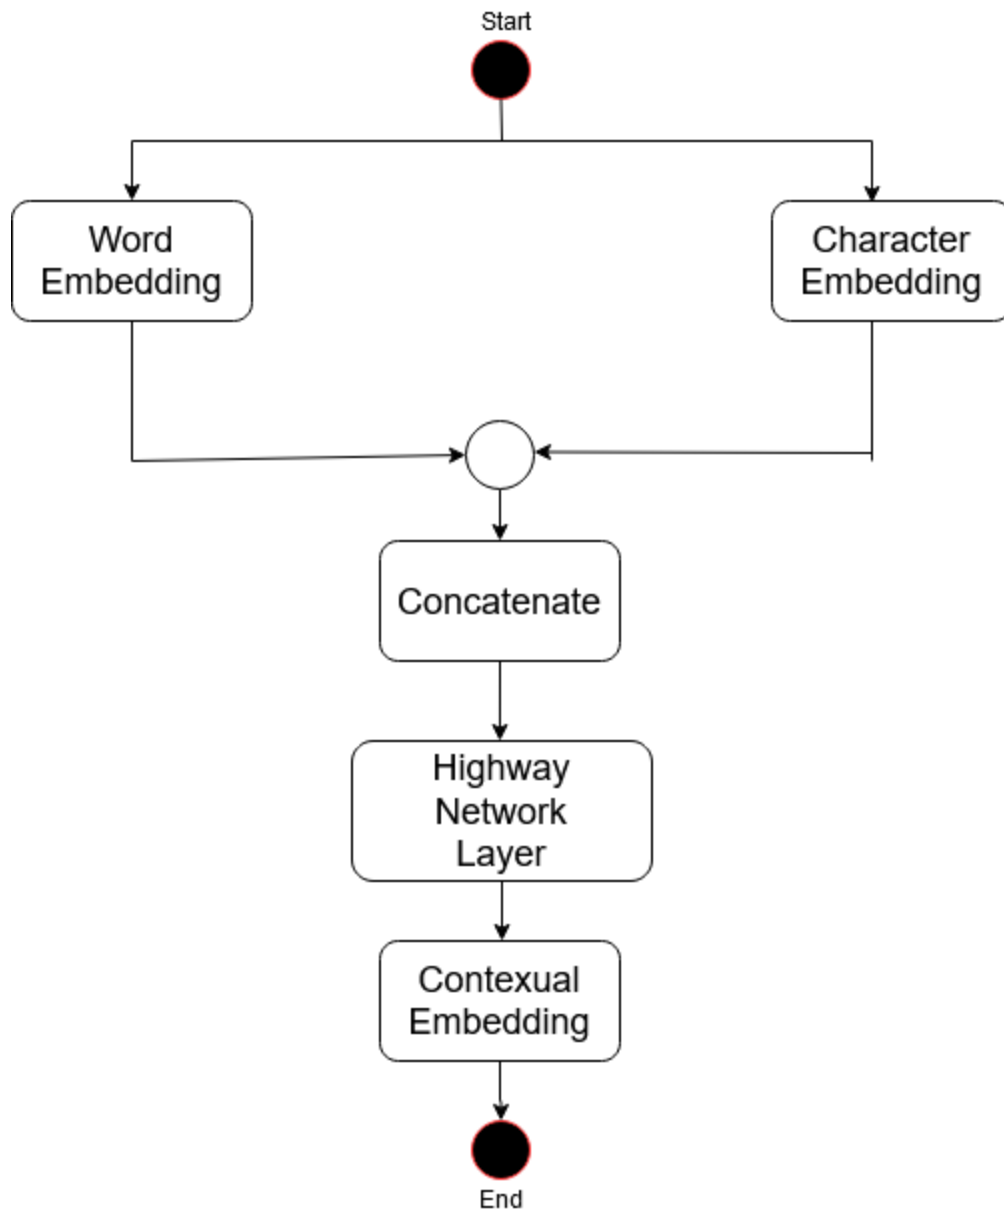 Start
Word
Embedding
Character
Embedding
Concatenate
Highway
Network
Layer
Contexual
Embedding
End